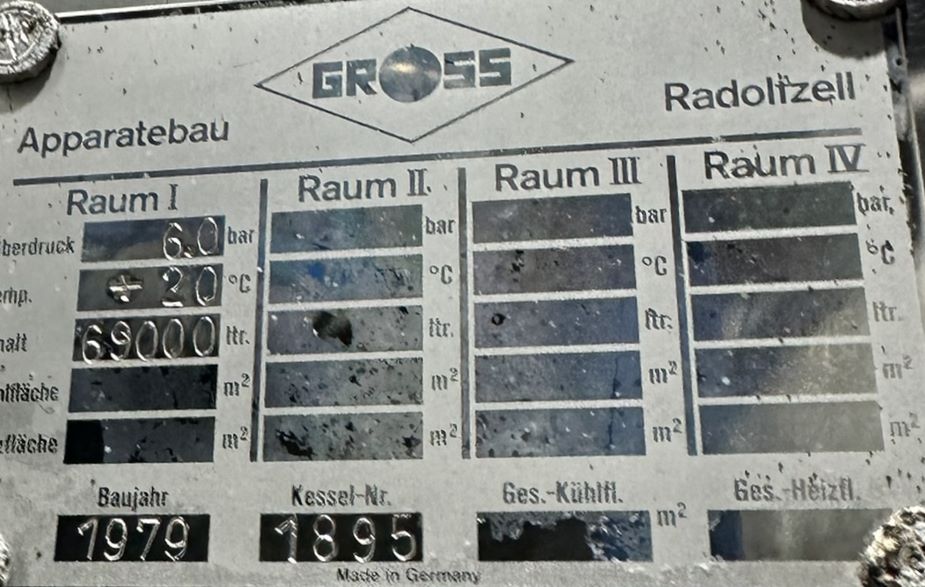 GROSS
Apparatebau Radolfzell
Raum I Raum II Raum III Raum IV
berdruck 6.0 bar bar bar bar
mp. + 20 °C °C °C °C
halt 69000 ltr. ltr. ltr. ltr.
lfläche m² m² m² m²
fläche m² m² m² m²
Baujahr Kessel-Nr. Ges.-Kühlfl. Ges.-Heizfl.
1979 1895 m²
Made in Germany